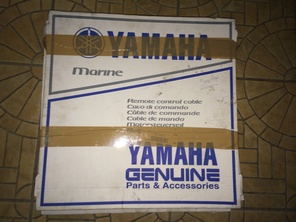 YAMAHA
Marine
Remote control cable
Cavo di comando
Câble de commande
Cable de mando
YAMAHA
GENUINE
Parts & Accessories